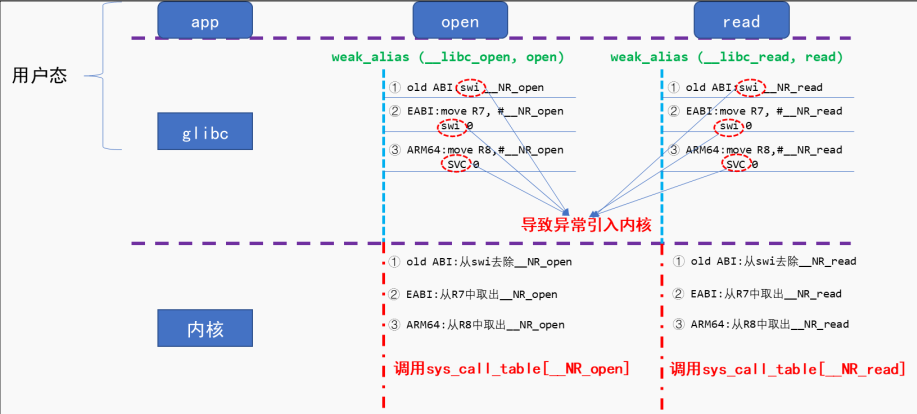 app
open
read
用户态
weak_alias (__libc_open, open)
weak_alias (__libc_read, read)
① old ABI:swi __NR_open
① old ABI:swi __NR_read
② EABI:move R7, #__NR_open
swi 0
② EABI:move R7, #__NR_read
swi 0
glibc
③ ARM64:move R8,#__NR_open
SVC 0
③ ARM64:move R8,#__NR_read
SVC 0
导致异常引入内核
① old ABI:从swi去除__NR_open
① old ABI:从swi去除__NR_read
② EABI:从R7中取出__NR_open
② EABI:从R7中取出__NR_read
内核
③ ARM64:从R8中取出__NR_open
③ ARM64:从R8中取出__NR_read
调用sys_call_table[__NR_open]
调用sys_call_table[__NR_read]